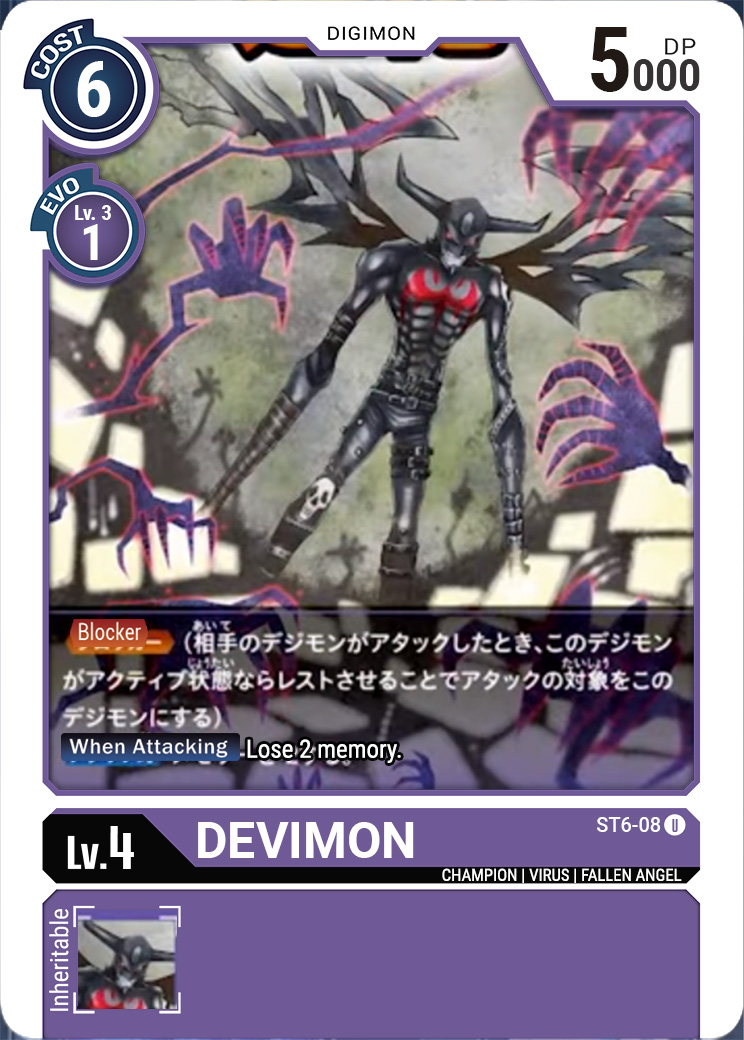 DIGIMON
COST
6
DP
5000
EVO
Lv. 3
1
Blocker (相手のデジモンがアタックしたとき、このデジモン
がアクティブ状態ならレストさせることでアタックの対象をこの
デジモンにする)
When Attacking Lose 2 memory.
Lv.4
DEVIMON
ST6-08 U
CHAMPION | VIRUS | FALLEN ANGEL
Inheritable